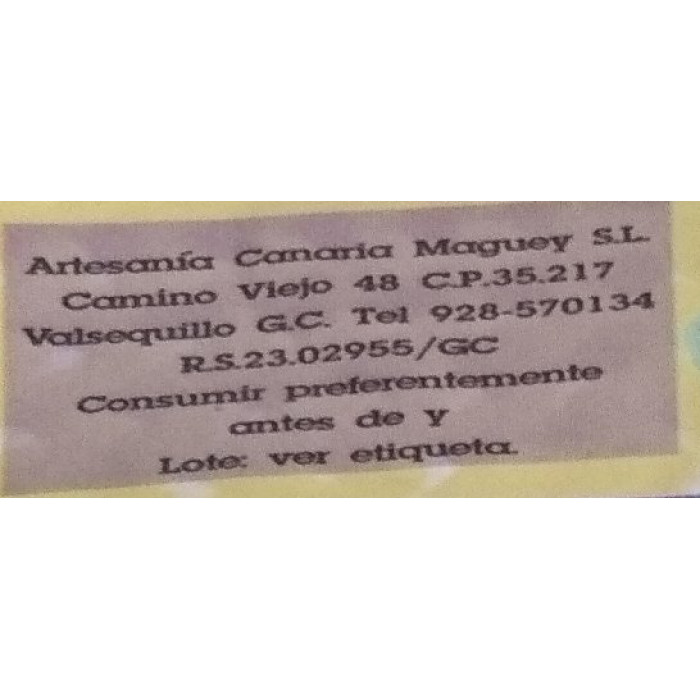 Artesanía Canaria Maguey S.L.
Camino Viejo 48 C.P.35.217
Valsequillo G.C. Tel 928-570134
R.S.23.02955/GC
Consumir preferentemente
antes de y
Lote: ver etiqueta.